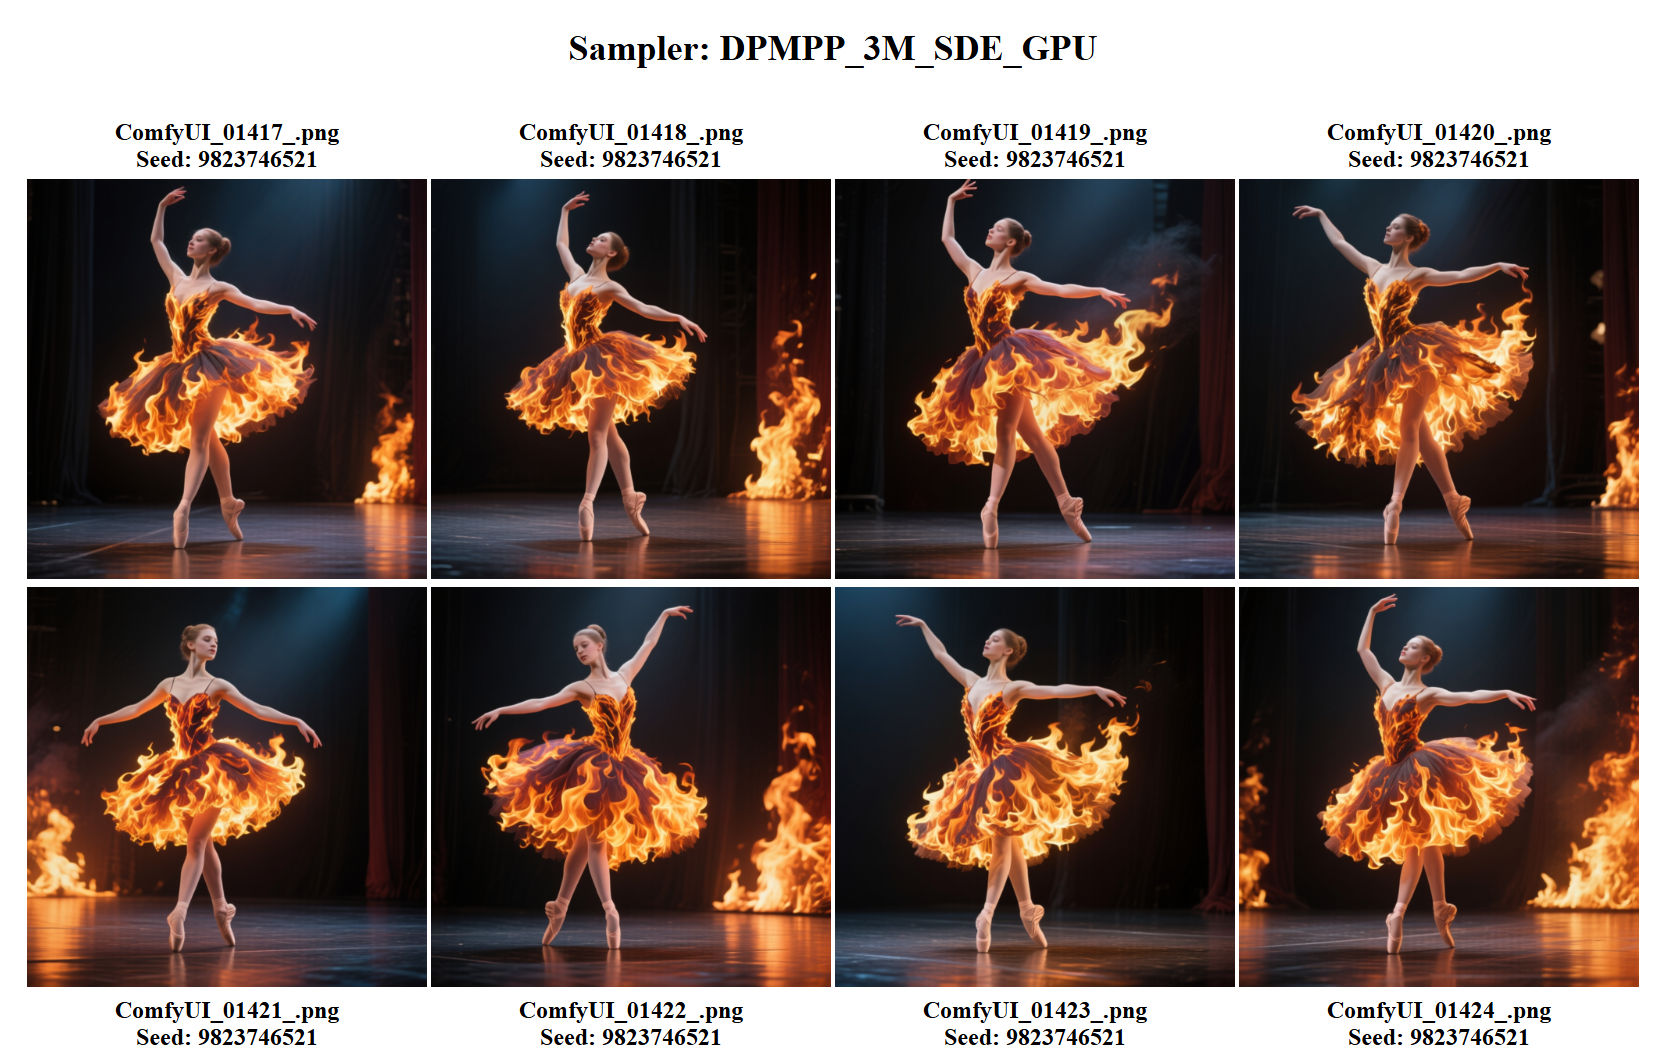 Sampler: DPMPP_3M_SDE_GPU
ComfyUI_01417_.png
Seed: 9823746521
ComfyUI_01418_.png
Seed: 9823746521
ComfyUI_01419_.png
Seed: 9823746521
ComfyUI_01420_.png
Seed: 9823746521
ComfyUI_01421_.png
Seed: 9823746521
ComfyUI_01422_.png
Seed: 9823746521
ComfyUI_01423_.png
Seed: 9823746521
ComfyUI_01424_.png
Seed: 9823746521